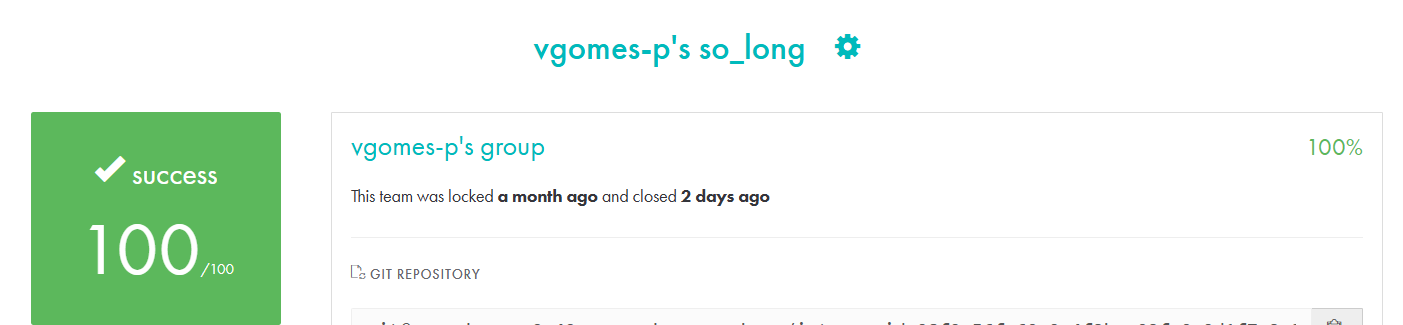 vgomes-p's so_long
success
100/100
vgomes-p's group
100%
This team was locked a month ago and closed 2 days ago
GIT REPOSITORY